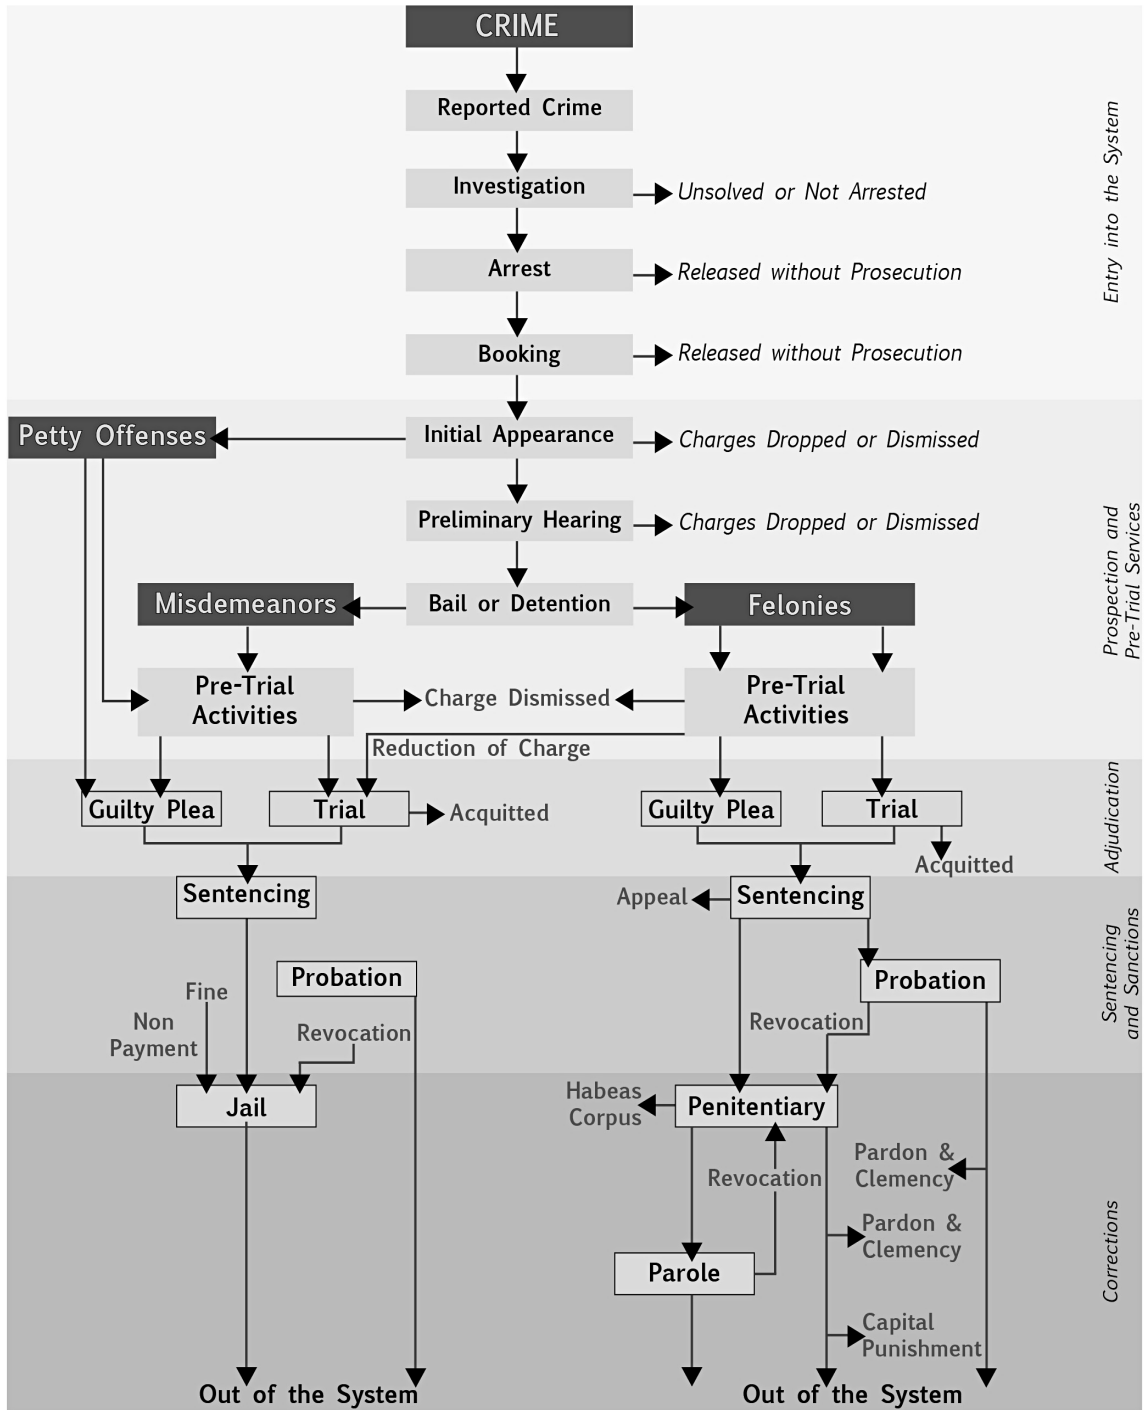 CRIME
Reported Crime
Investigation
Unsolved or Not Arrested
Arrest
Released without Prosecution
Booking
Released without Prosecution
Entry into the System
Petty Offenses
Initial Appearance
Charges Dropped or Dismissed
Preliminary Hearing
Charges Dropped or Dismissed
Misdemeanors
Bail or Detention
Felonies
Prospection and
Pre-Trial Services
Pre-Trial
Activities
Charge Dismissed
Pre-Trial
Activities
Reduction of Charge
Guilty Plea
Trial
Acquitted
Guilty Plea
Trial
Acquitted
Adjudication
Sentencing
Appeal
Sentencing
Probation
Probation
Fine
Non
Payment
Revocation
Revocation
Sentencing
and Sanctions
Jail
Habeas
Corpus
Penitentiary
Pardon &
Clemency
Revocation
Pardon &
Clemency
Parole
Capital
Punishment
Corrections
Out of the System
Out of the System